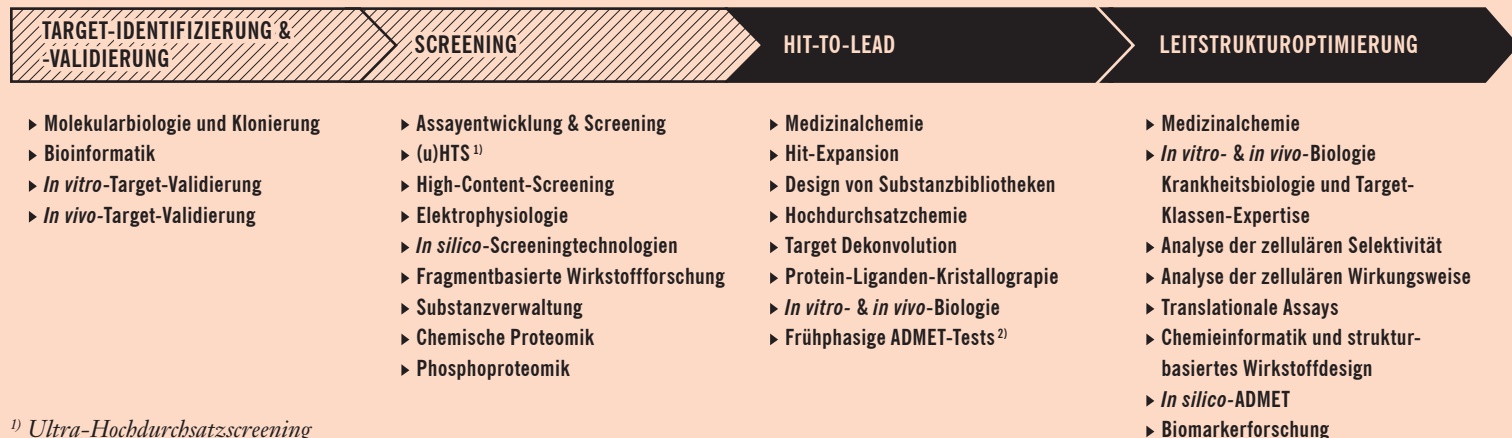 TARGET-IDENTIFIZIERUNG &
-VALIDIERUNG
▸ Molekularbiologie und Klonierung
▸ Bioinformatik
▸ In vitro-Target-Validierung
▸ In vivo-Target-Validierung
SCREENING
▸ Assayentwicklung & Screening
▸ (u)HTS 1)
▸ High-Content-Screening
▸ Elektrophysiologie
▸ In silico-Screeningtechnologien
▸ Fragmentbasierte Wirkstoffforschung
▸ Substanzverwaltung
▸ Chemische Proteomik
▸ Phosphoproteomik
HIT-TO-LEAD
▸ Medizinalchemie
▸ Hit-Expansion
▸ Design von Substanzbibliotheken
▸ Hochdurchsatzchemie
▸ Target Dekonvolution
▸ Protein-Liganden-Kristallograpie
▸ In vitro- & in vivo-Biologie
▸ Frühphasige ADMET-Tests 2)
LEITSTRUKTUROPTIMIERUNG
▸ Medizinalchemie
▸ In vitro- & in vivo-Biologie
Krankheitsbiologie und Target-
Klassen-Expertise
▸ Analyse der zellulären Selektivität
▸ Analyse der zellulären Wirkungsweise
▸ Translationale Assays
▸ Chemieinformatik und struktur-
basiertes Wirkstoffdesign
▸ In silico-ADMET
▸ Biomarkerforschung
1) Ultra-Hochdurchsatzscreening